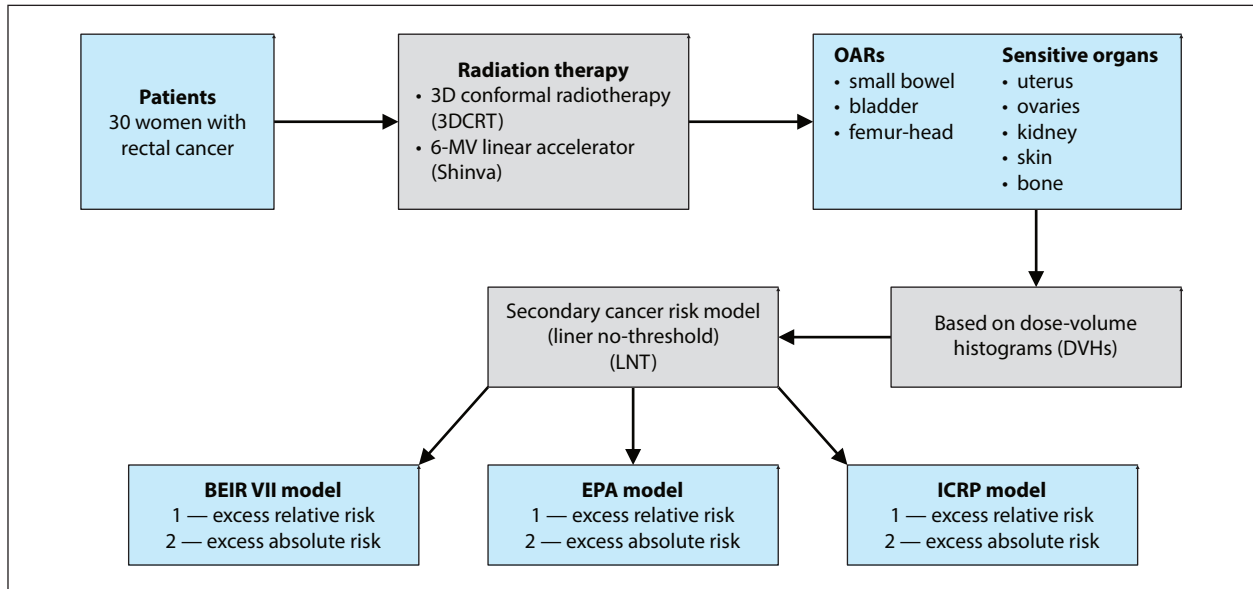 Patients
30 women with
rectal cancer
Radiation therapy
• 3D conformal radiotherapy
(3DCRT)
• 6-MV linear accelerator
(Shinva)
OARs
• small bowel
• bladder
• femur-head
Sensitive organs
• uterus
• ovaries
• kidney
• skin
• bone
Based on dose-volume
histograms (DVHs)
Secondary cancer risk model
(liner no-threshold)
(LNT)
BEIR VII model
1 — excess relative risk
2 — excess absolute risk
EPA model
1 — excess relative risk
2 — excess absolute risk
ICRP model
1 — excess relative risk
2 — excess absolute risk